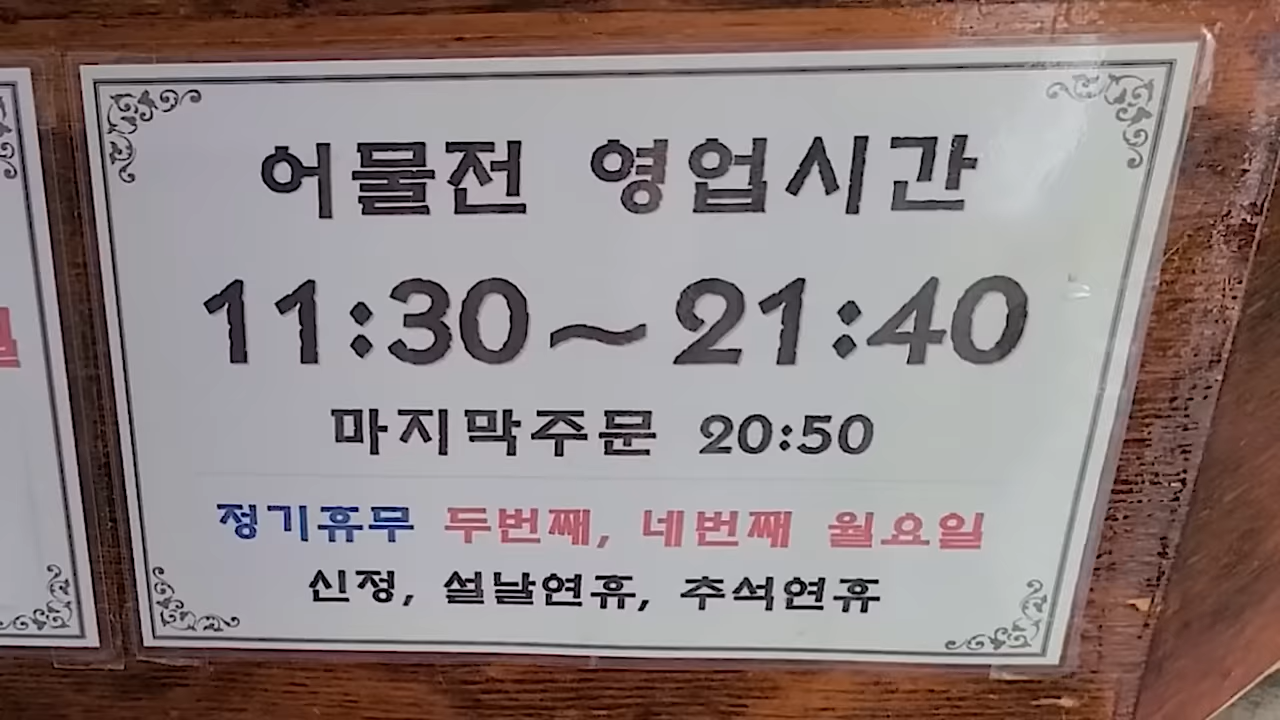 어물전 영업시간
11:30~21:40
마지막주문 20:50
정기휴무 두번째, 네번째 월요일
신정, 설날연휴, 추석연휴